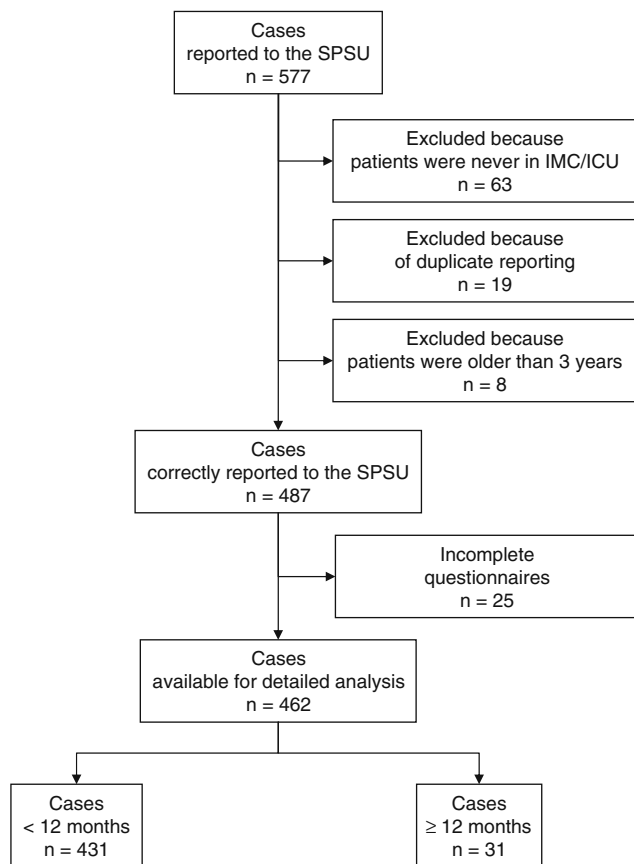 Cases
reported to the SPSU
n = 577
Excluded because
patients were never in IMC/ICU
n = 63
Excluded because
of duplicate reporting
n = 19
Excluded because
patients were older than 3 years
n = 8
Cases
correctly reported to the SPSU
n = 487
Incomplete
questionnaires
n = 25
Cases
available for detailed analysis
n = 462
Cases
< 12 months
n = 431
Cases
≥ 12 months
n = 31